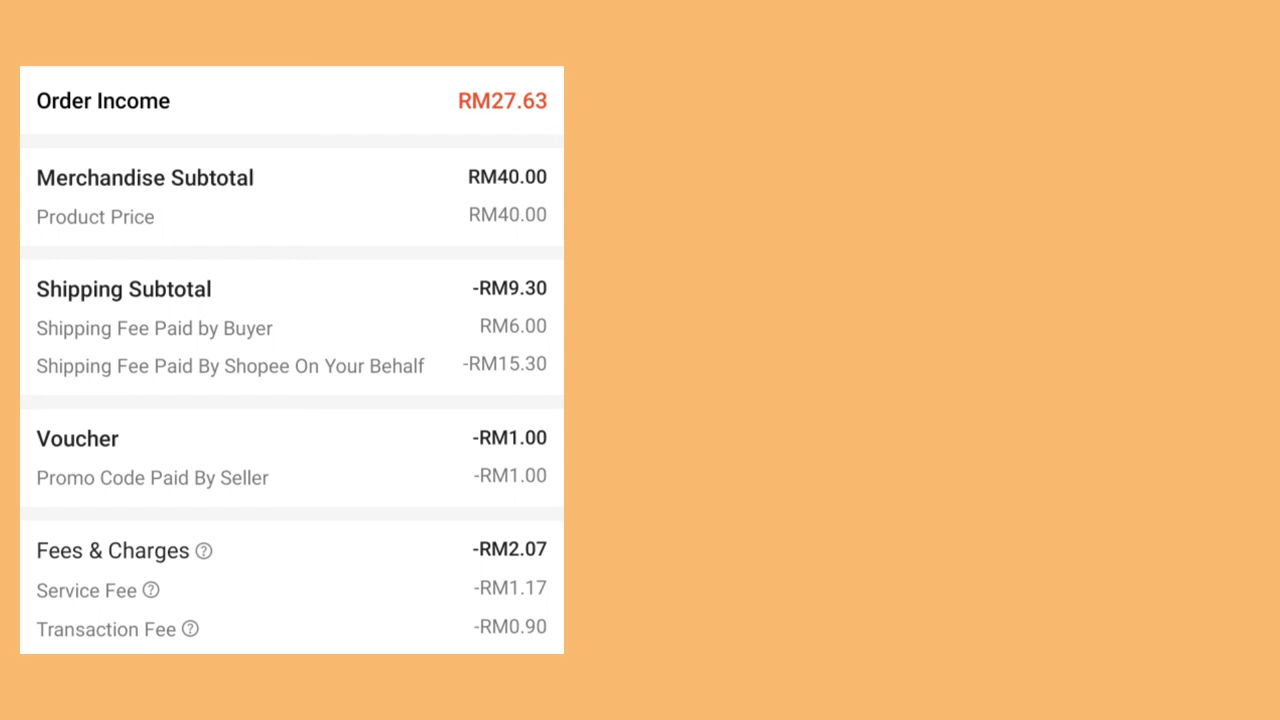 Order Income RM27.63
Merchandise Subtotal RM40.00
Product Price RM40.00
Shipping Subtotal -RM9.30
Shipping Fee Paid by Buyer RM6.00
Shipping Fee Paid By Shopee On Your Behalf -RM15.30
Voucher -RM1.00
Promo Code Paid By Seller -RM1.00
Fees & Charges ? -RM2.07
Service Fee ? -RM1.17
Transaction Fee ? -RM0.90